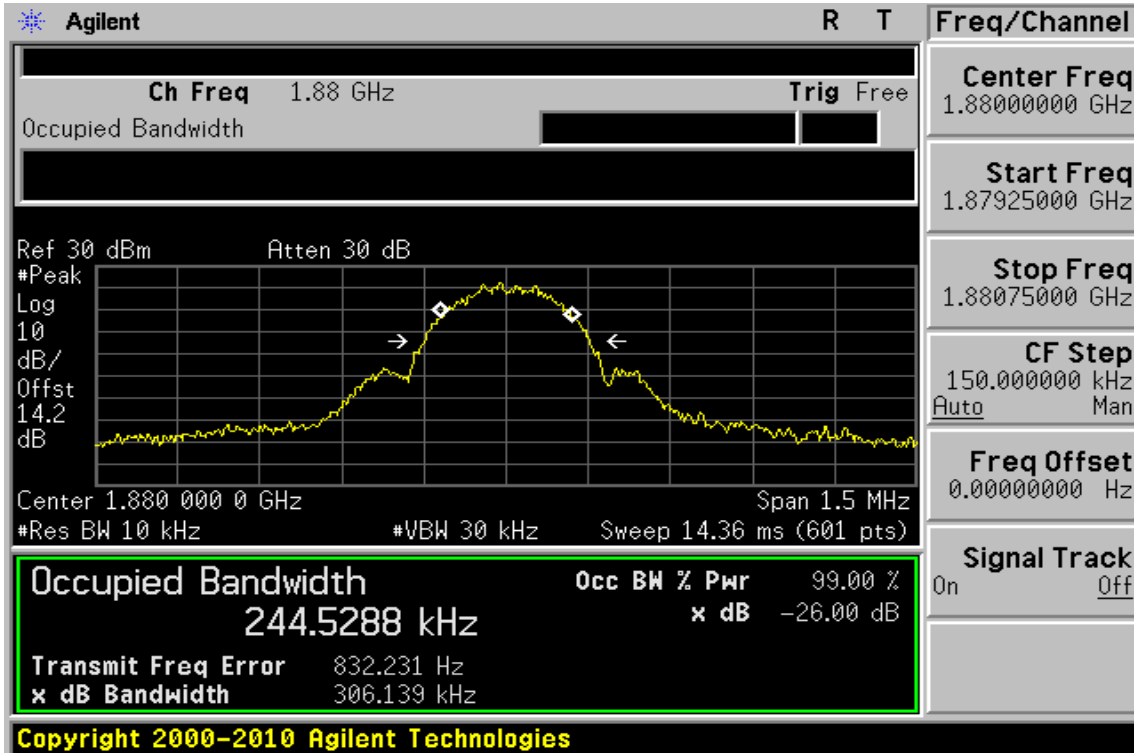 Agilent R T
Ch Freq 1.88 GHz Trig Free
Occupied Bandwidth
Ref 30 dBm Atten 30 dB
#Peak
Log
10
dB/
Offst
14.2
dB
Center 1.880 000 0 GHz Span 1.5 MHz
#Res BW 10 kHz #VBW 30 kHz Sweep 14.36 ms (601 pts)
Occupied Bandwidth
244.5288 kHz
Occ BW % Pwr 99.00 %
x dB -26.00 dB
Transmit Freq Error 832.231 Hz
x dB Bandwidth 306.139 kHz
Copyright 2000-2010 Agilent Technologies
Freq/Channel
Center Freq
1.88000000 GHz
Start Freq
1.87925000 GHz
Stop Freq
1.88075000 GHz
CF Step
150.000000 kHz
Auto Man
Freq Offset
0.00000000 Hz
Signal Track
On Off